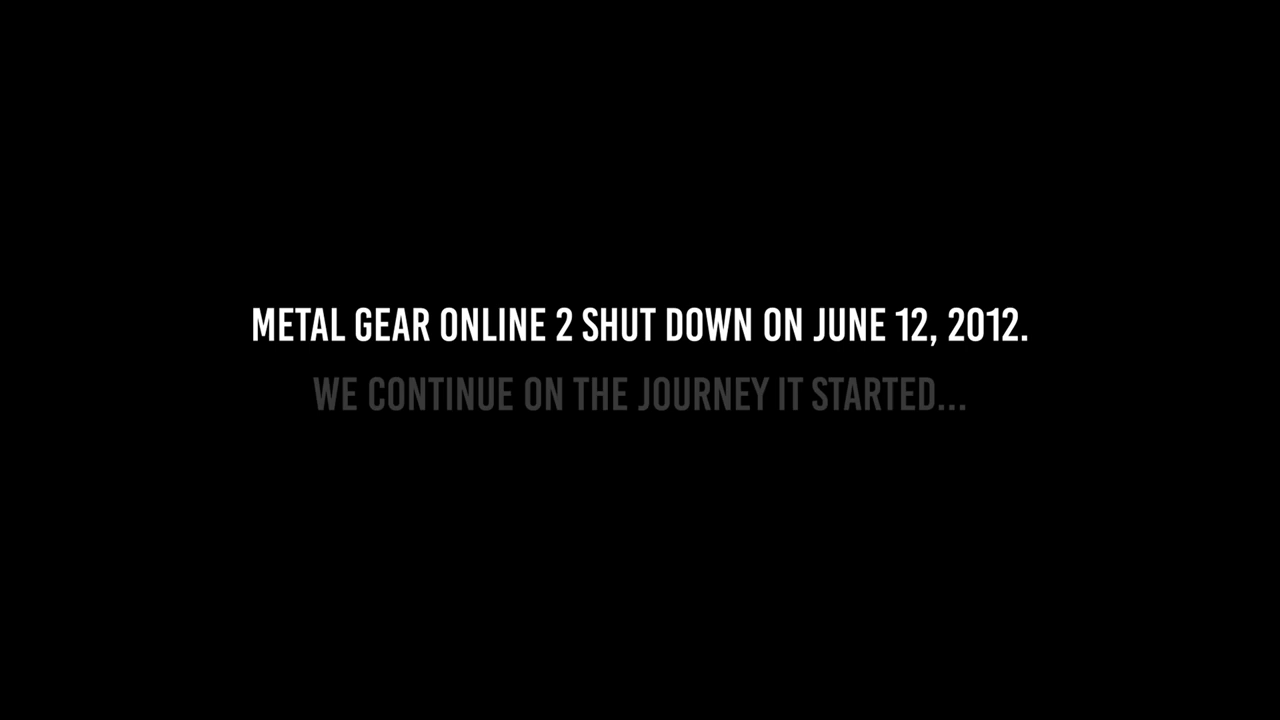 METAL GEAR ONLINE 2 SHUT DOWN ON JUNE 12, 2012.
WE CONTINUE ON THE JOURNEY IT STARTED...